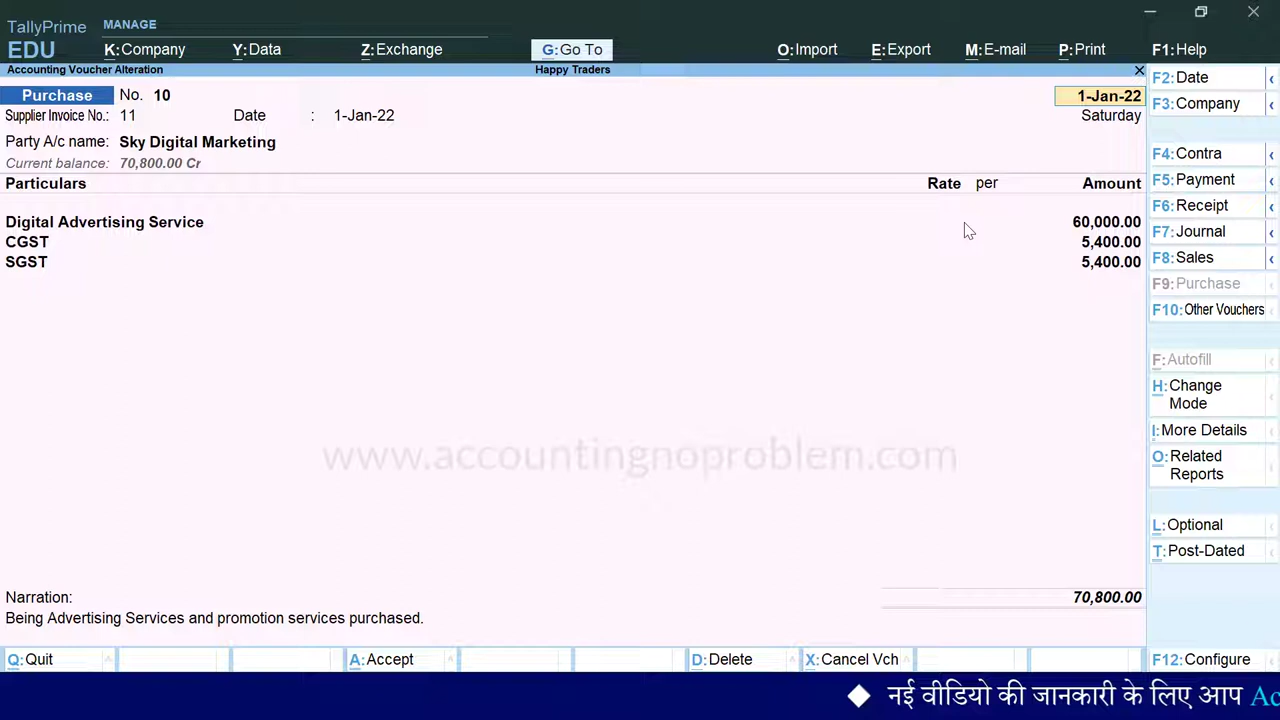 TallyPrime MANAGE
EDU K:Company Y:Data Z:Exchange G:Go To O:Import E:Export M:E-mail P:Print F1:Help
Accounting Voucher Alteration Happy Traders
Purchase No. 10 1-Jan-22
Supplier Invoice No.: 11 Date : 1-Jan-22 Saturday
Party A/c name: Sky Digital Marketing
Current balance: 70,800.00 Cr
Particulars Rate per Amount
Digital Advertising Service 60,000.00
CGST 5,400.00
SGST 5,400.00
www.accountingnoproblem.com
Narration: 70,800.00
Being Advertising Services and promotion services purchased.
F2:Date
F3:Company
F4:Contra
F5:Payment
F6:Receipt
F7:Journal
F8:Sales
F9:Purchase
F10:Other Vouchers
F:Autofill
H:Change
Mode
I:More Details
O:Related
Reports
L:Optional
T:Post-Dated
Q:Quit A:Accept D:Delete X:Cancel Vch F12:Configure
नई वीडियो की जानकारी के लिए आप Ac